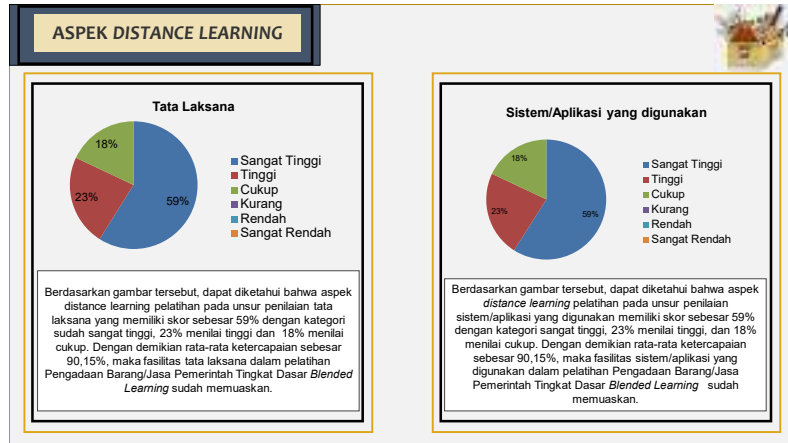 ASPEK DISTANCE LEARNING
Tata Laksana
18%
23%
59%
Sangat Tinggi
Tinggi
Cukup
Kurang
Rendah
Sangat Rendah
Berdasarkan gambar tersebut, dapat diketahui bahwa aspek
distance learning pelatihan pada unsur penilaian tata
laksana yang memiliki skor sebesar 59% dengan kategori
sudah sangat tinggi, 23% menilai tinggi dan 18% menilai
cukup. Dengan demikian rata-rata ketercapaian sebesar
90,15%, maka fasilitas tata laksana dalam pelatihan
Pengadaan Barang/Jasa Pemerintah Tingkat Dasar Blended
Learning sudah memuaskan.
Sistem/Aplikasi yang digunakan
18%
23%
59%
Sangat Tinggi
Tinggi
Cukup
Kurang
Rendah
Sangat Rendah
Berdasarkan gambar tersebut, dapat diketahui bahwa aspek
distance learning pelatihan pada unsur penilaian
sistem/aplikasi yang digunakan memiliki skor sebesar 59%
dengan kategori sangat tinggi, 23% menilai tinggi, dan 18%
menilai cukup. Dengan demikian rata-rata ketercapaian
sebesar 90,15%, maka fasilitas sistem/aplikasi yang
digunakan dalam pelatihan Pengadaan Barang/Jasa
Pemerintah Tingkat Dasar Blended Learning sudah
memuaskan.